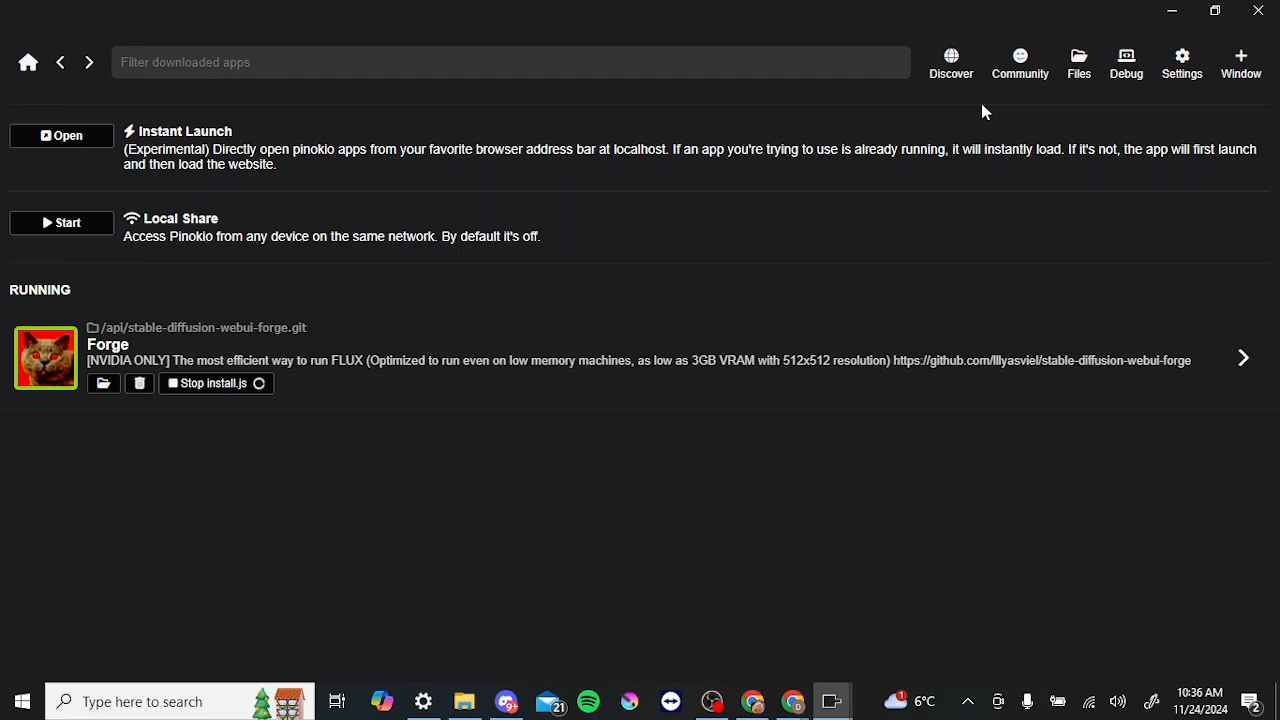 Filter downloaded apps
Discover
Community
Files
Debug
Settings
Window
Open
Instant Launch
(Experimental) Directly open pinokio apps from your favorite browser address bar at localhost. If an app you're trying to use is already running, it will instantly load. If it's not, the app will first launch
and then load the website.
Start
Local Share
Access Pinokio from any device on the same network. By default it's off.
RUNNING
/api/stable-diffusion-webui-forge.git
Forge
[NVIDIA ONLY] The most efficient way to run FLUX (Optimized to run even on low memory machines, as low as 3GB VRAM with 512x512 resolution) https://github.com/lllyasviel/stable-diffusion-webui-forge
Stop install.js
Type here to search
9+
21
D
1
6°C
10:36 AM
11/24/2024
2